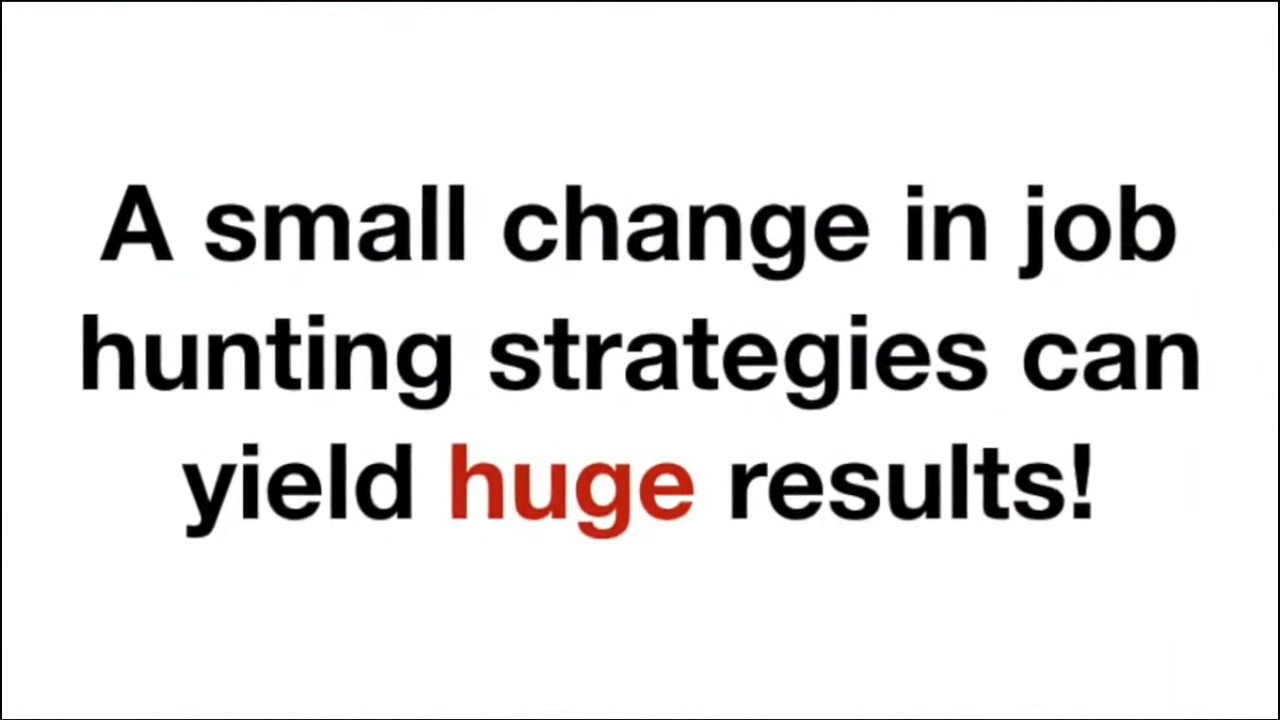 A small change in job
hunting strategies can
yield huge results!